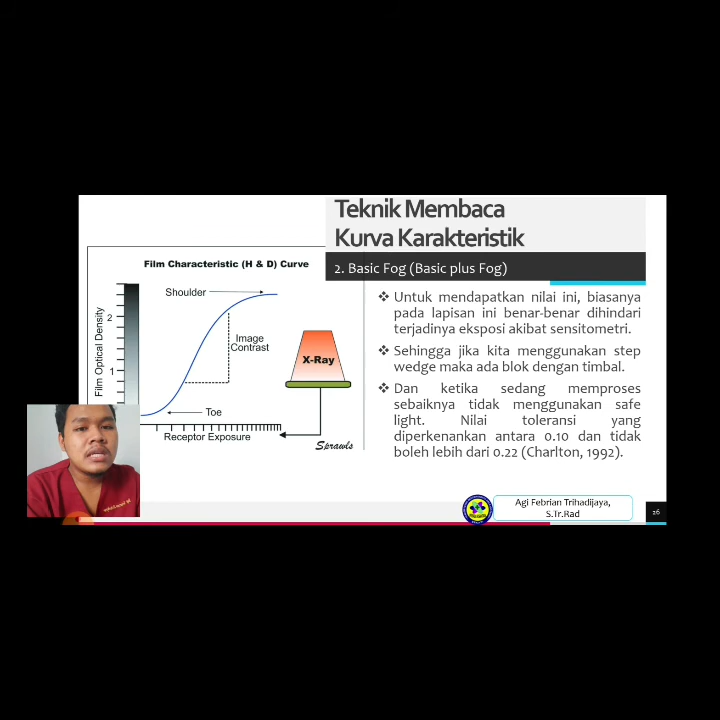 Teknik Membaca
Kurva Karakteristik
2. Basic Fog (Basic plus Fog)
Film Characteristic (H & D) Curve
Shoulder
2
Film Optical Density
Image
Contrast
X-Ray
1
Toe
Receptor Exposure
Sprawls
❖ Untuk mendapatkan nilai ini, biasanya
pada lapisan ini benar-benar dihindari
terjadinya eksposi akibat sensitometri.
❖ Sehingga jika kita menggunakan step
wedge maka ada blok dengan timbal.
❖ Dan ketika sedang memproses
sebaiknya tidak menggunakan safe
light. Nilai toleransi yang
diperkenankan antara 0.10 dan tidak
boleh lebih dari 0.22 (Charlton, 1992).
Agi Febrian Trihadijaya,
S.Tr.Rad
26